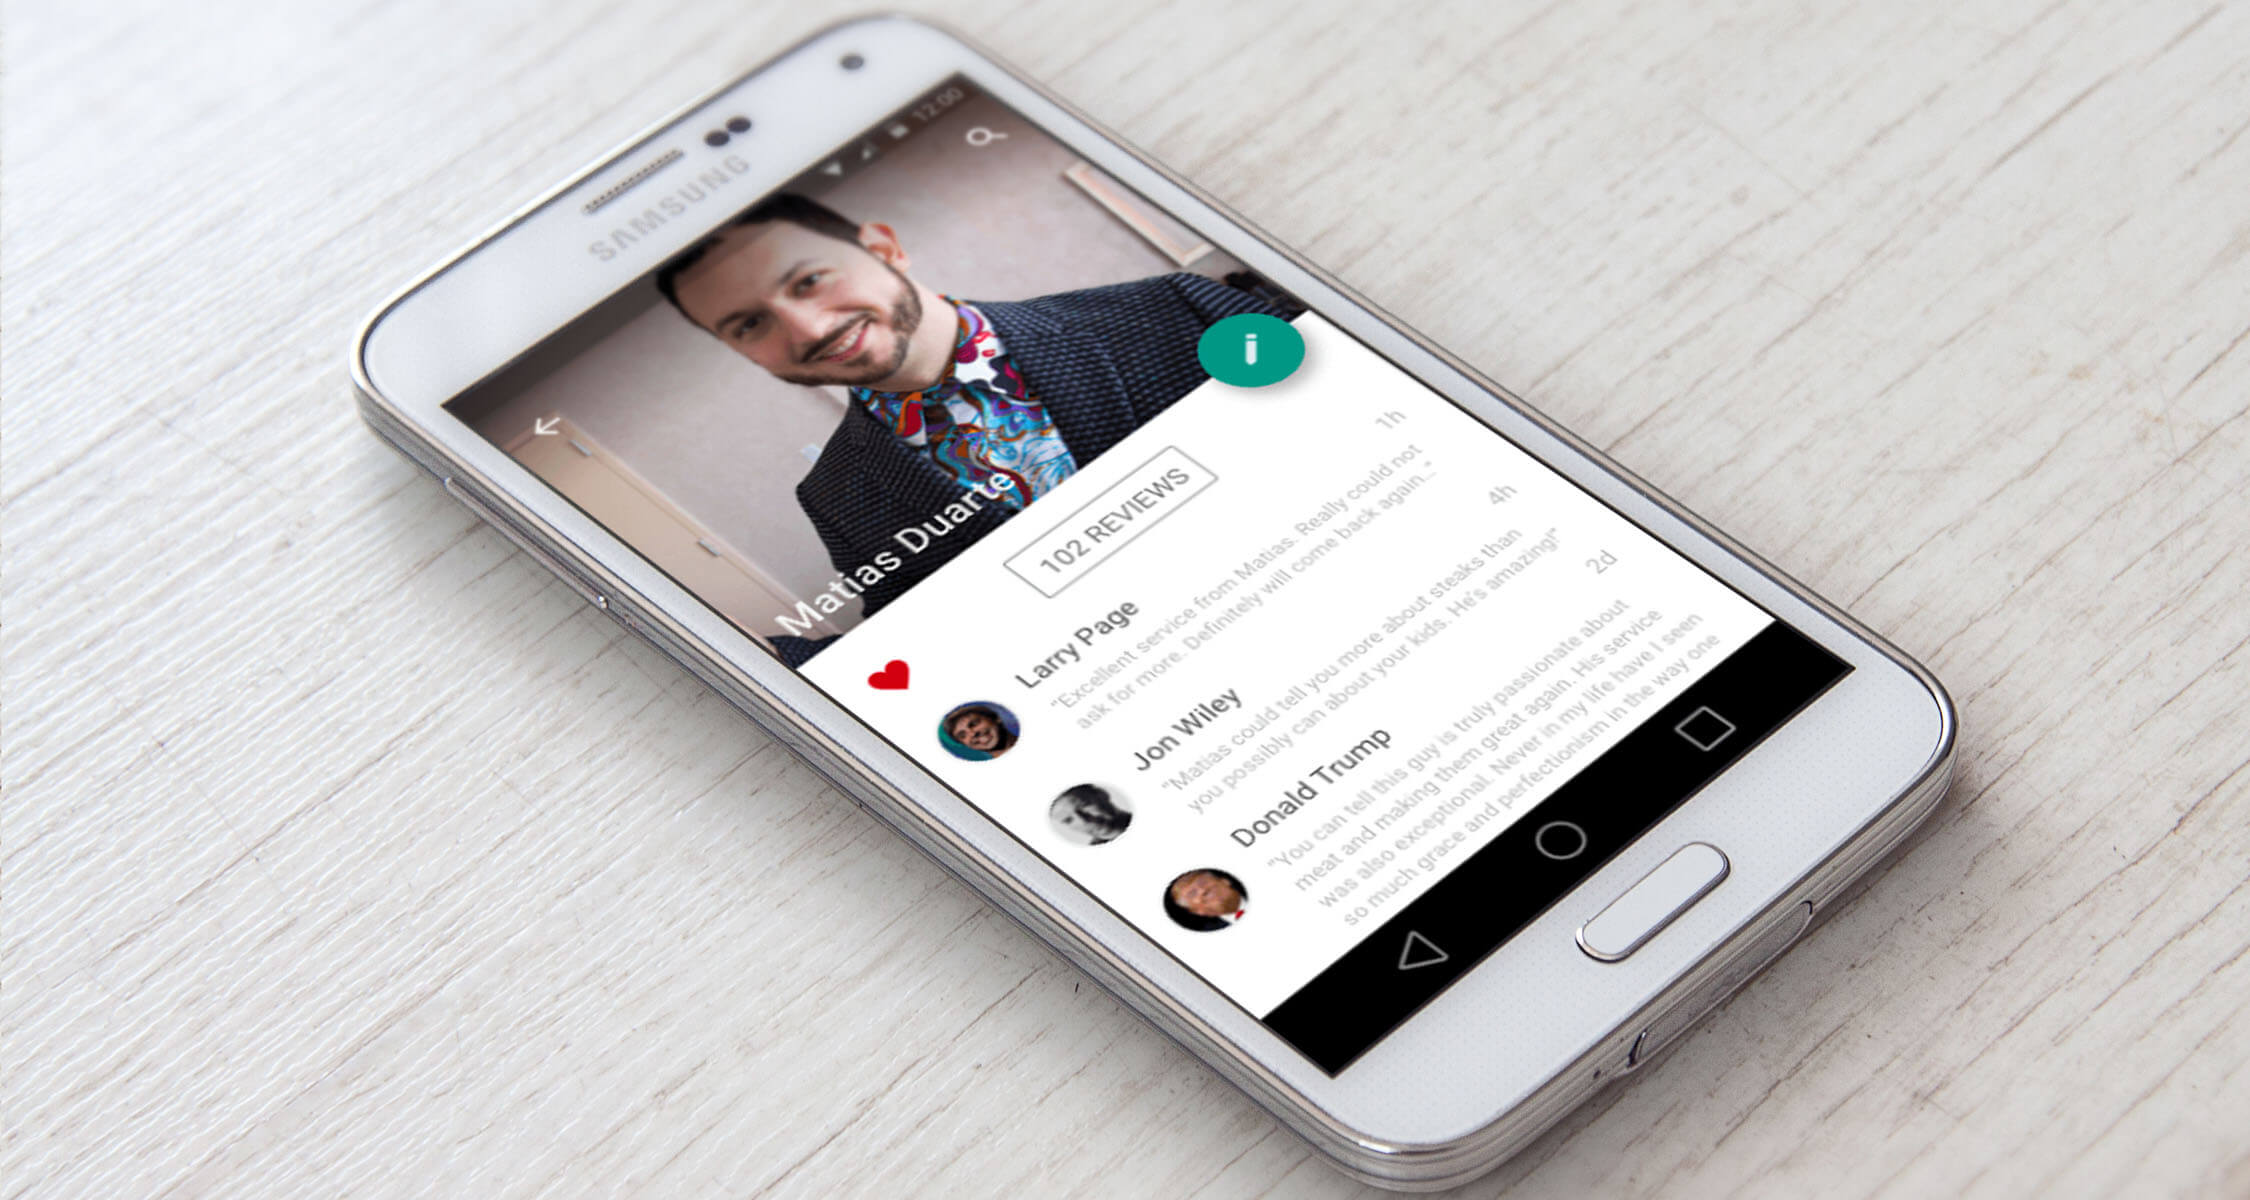 SAMSUNG
12:00
Matias Duarte
102 REVIEWS
Larry Page
1h
"Excellent service from Matias. Really could not
ask for more. Definitely will come back again..."
Jon Wiley
4h
"Matias could tell you more about steaks than
you possibly can about your kids. He's amazing!"
Donald Trump
2d
"You can tell this guy is truly passionate about
meat and making them great again. His service
was also exceptional. Never in my life have I seen
so much grace and perfectionism in the way one